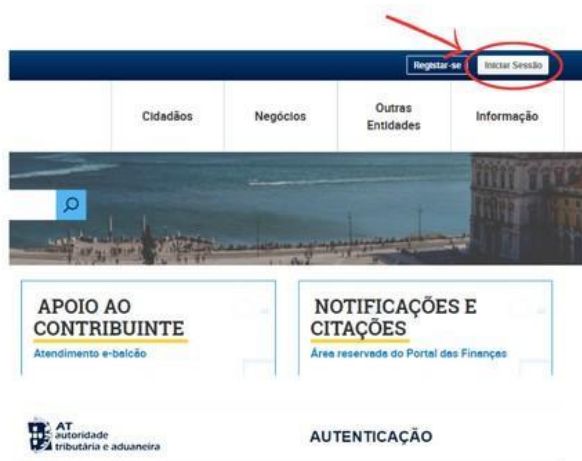 Registar-se Iniciar Sessão
Cidadãos Negócios Outras Entidades Informação
APOIO AO
CONTRIBUINTE
Atendimento e-balcão
NOTIFICAÇÕES E
CITAÇÕES
Área reservada do Portal das Finanças
AT
autoridade
tributária e aduaneira
AUTENTICAÇÃO